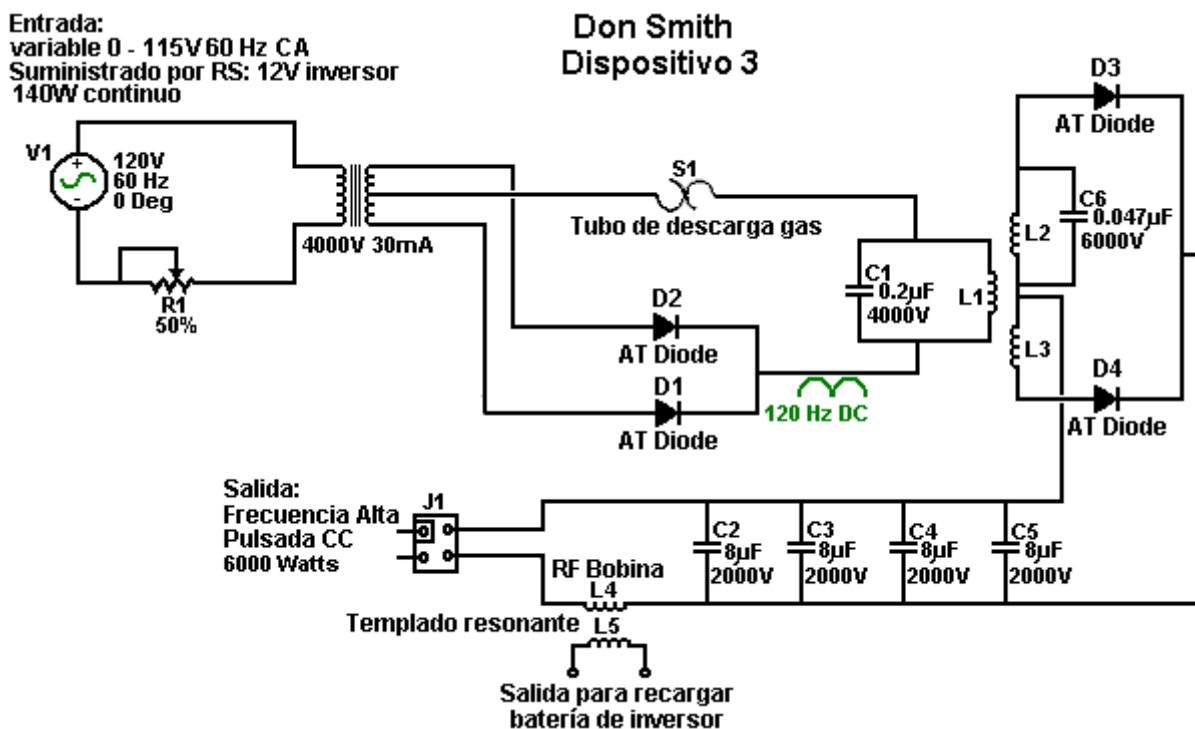 Entrada:
variable 0 - 115V 60 Hz CA
Suministrado por RS: 12V inversor
140W continuo
Don Smith
Dispositivo 3
V1
+
-
120V
60 Hz
0 Deg
R1
50%
4000V 30mA
S1
Tubo de descarga gas
D2
AT Diode
D1
AT Diode
120 Hz DC
C1
0.2µF
4000V
L1
L2
L3
C6
0.047µF
6000V
D3
AT Diode
D4
AT Diode
Salida:
Frecuencia Alta
Pulsada CC
6000 Watts
J1
C2
8µF
2000V
C3
8µF
2000V
C4
8µF
2000V
C5
8µF
2000V
RF Bobina
L4
Templado resonante
L5
Salida para recargar
batería de inversor